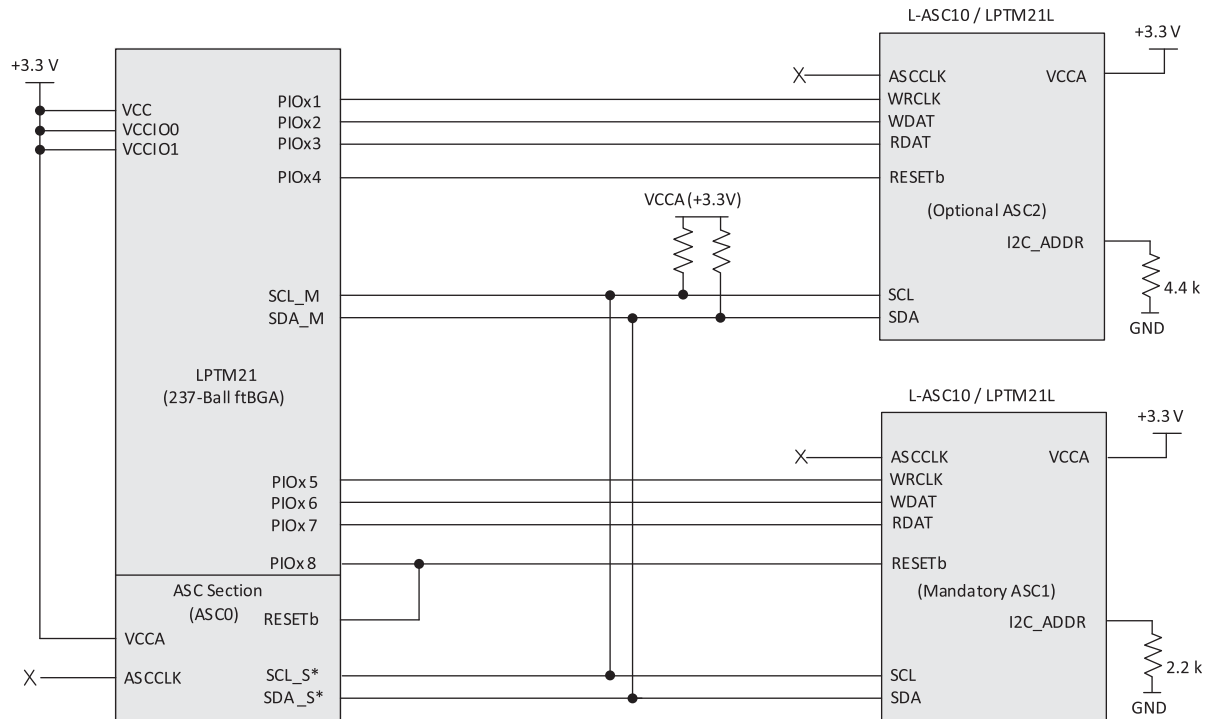 L-ASC10 / LPTM21L
+3.3 V
+3.3 V
VCC
VCCIO0
VCCIO1
PIOx1
PIOx2
PIOx3
PIOx4
ASCCLK
WRCLK
WDAT
RDAT
RESETb
VCCA
(Optional ASC2)
I2C_ADDR
4.4 k
GND
VCCA (+3.3V)
SCL_M
SDA_M
SCL
SDA
LPTM21
(237-Ball ftBGA)
L-ASC10 / LPTM21L
+3.3 V
PIOx5
PIOx6
PIOx7
PIOx8
ASCCLK
WRCLK
WDAT
RDAT
RESETb
VCCA
(Mandatory ASC1)
I2C_ADDR
2.2 k
GND
ASC Section
(ASC0)
RESETb
VCCA
ASCCLK
SCL_S*
SDA_S*
SCL
SDA